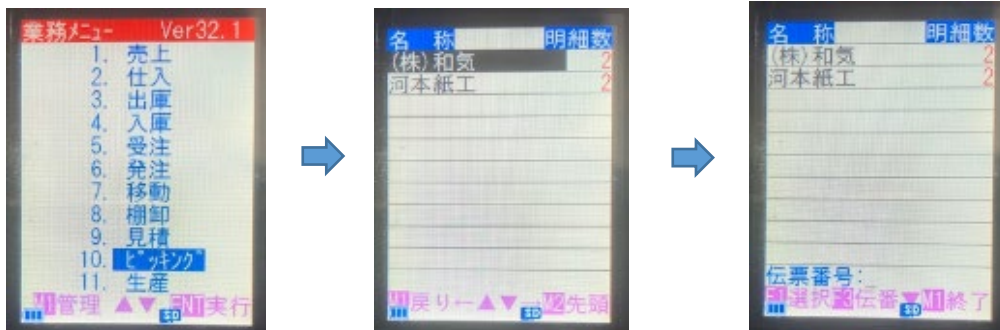 業務メニュー Ver32.1
1. 売上
2. 仕入
3. 出庫
4. 入庫
5. 受注
6. 発注
7. 移動
8. 棚卸
9. 見積
10. ピッキング
11. 生産
M1管理 ▲▼ ENT実行
SD
名 称 明細数
(株)和気 2
河本紙工 2
M1戻り←▲▼→M2先頭
SD
名 称 明細数
(株)和気 2
河本紙工 2
伝票番号:
F1選択F3伝番▼M1終了
SD